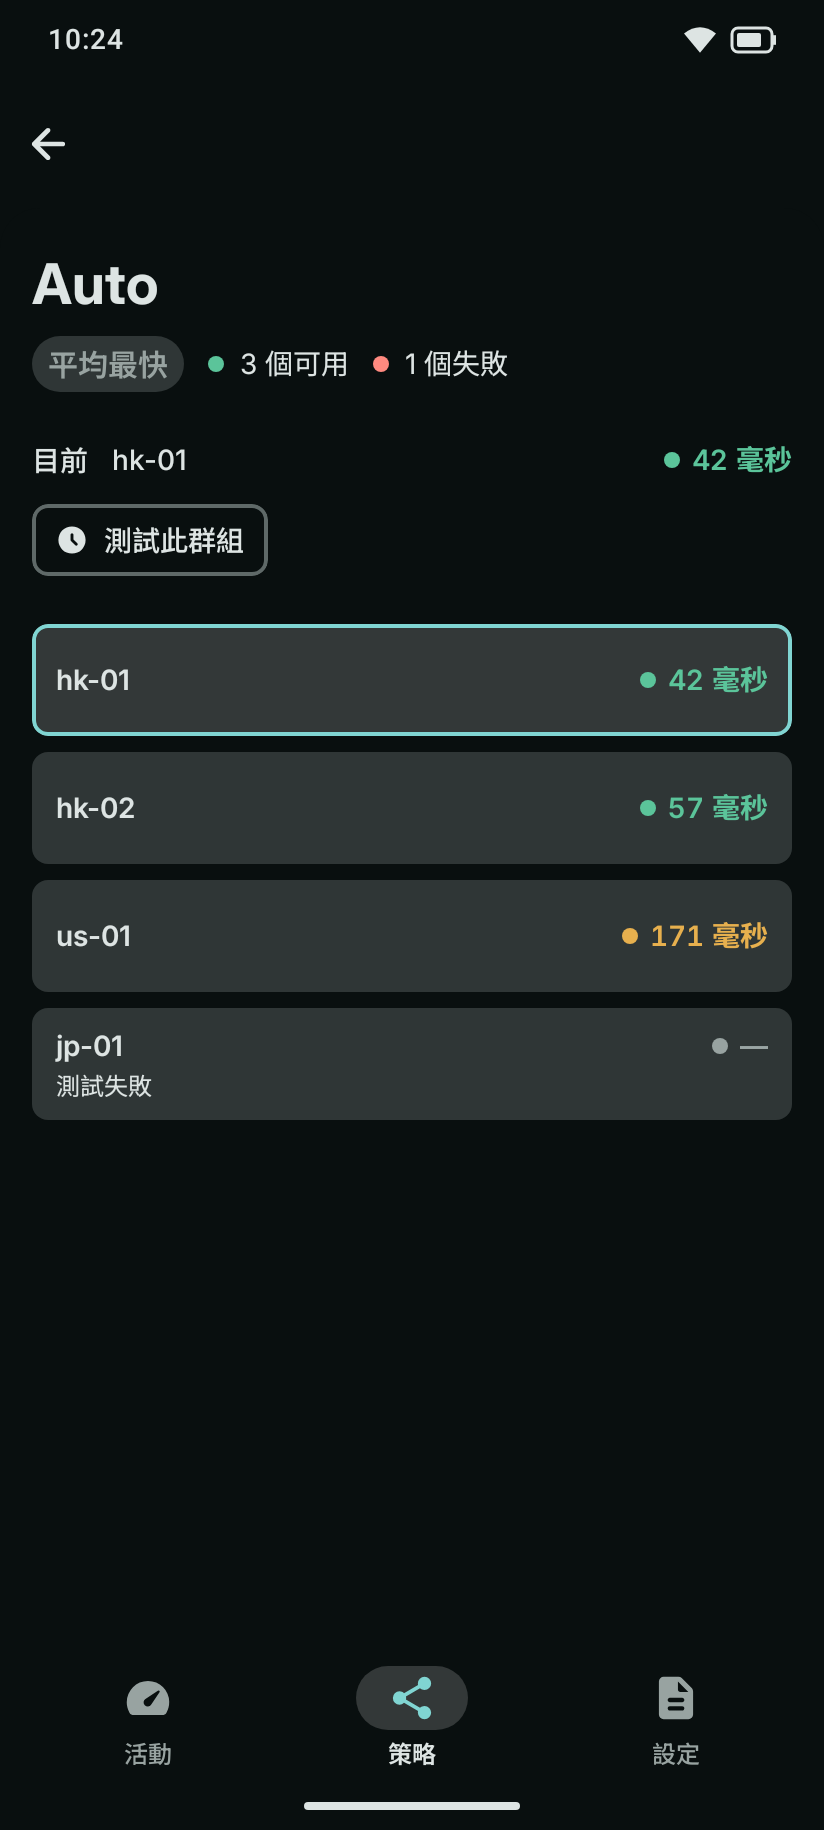 10:24
Auto
平均最快 3 個可用 1 個失敗
目前 hk-01 42 毫秒
測試此群組
hk-01 42 毫秒
hk-02 57 毫秒
us-01 171 毫秒
jp-01 —
測試失敗
活動 策略 設定